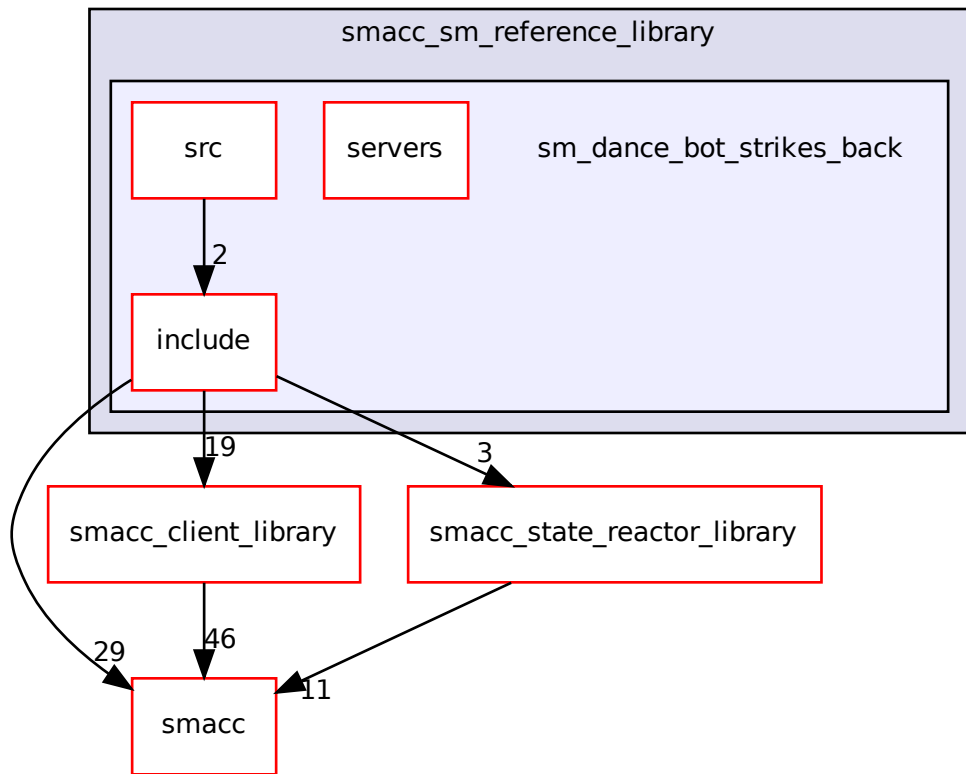 smacc_sm_reference_library
src
servers
sm_dance_bot_strikes_back
2
include
19
3
smacc_client_library
smacc_state_reactor_library
29
46
11
smacc